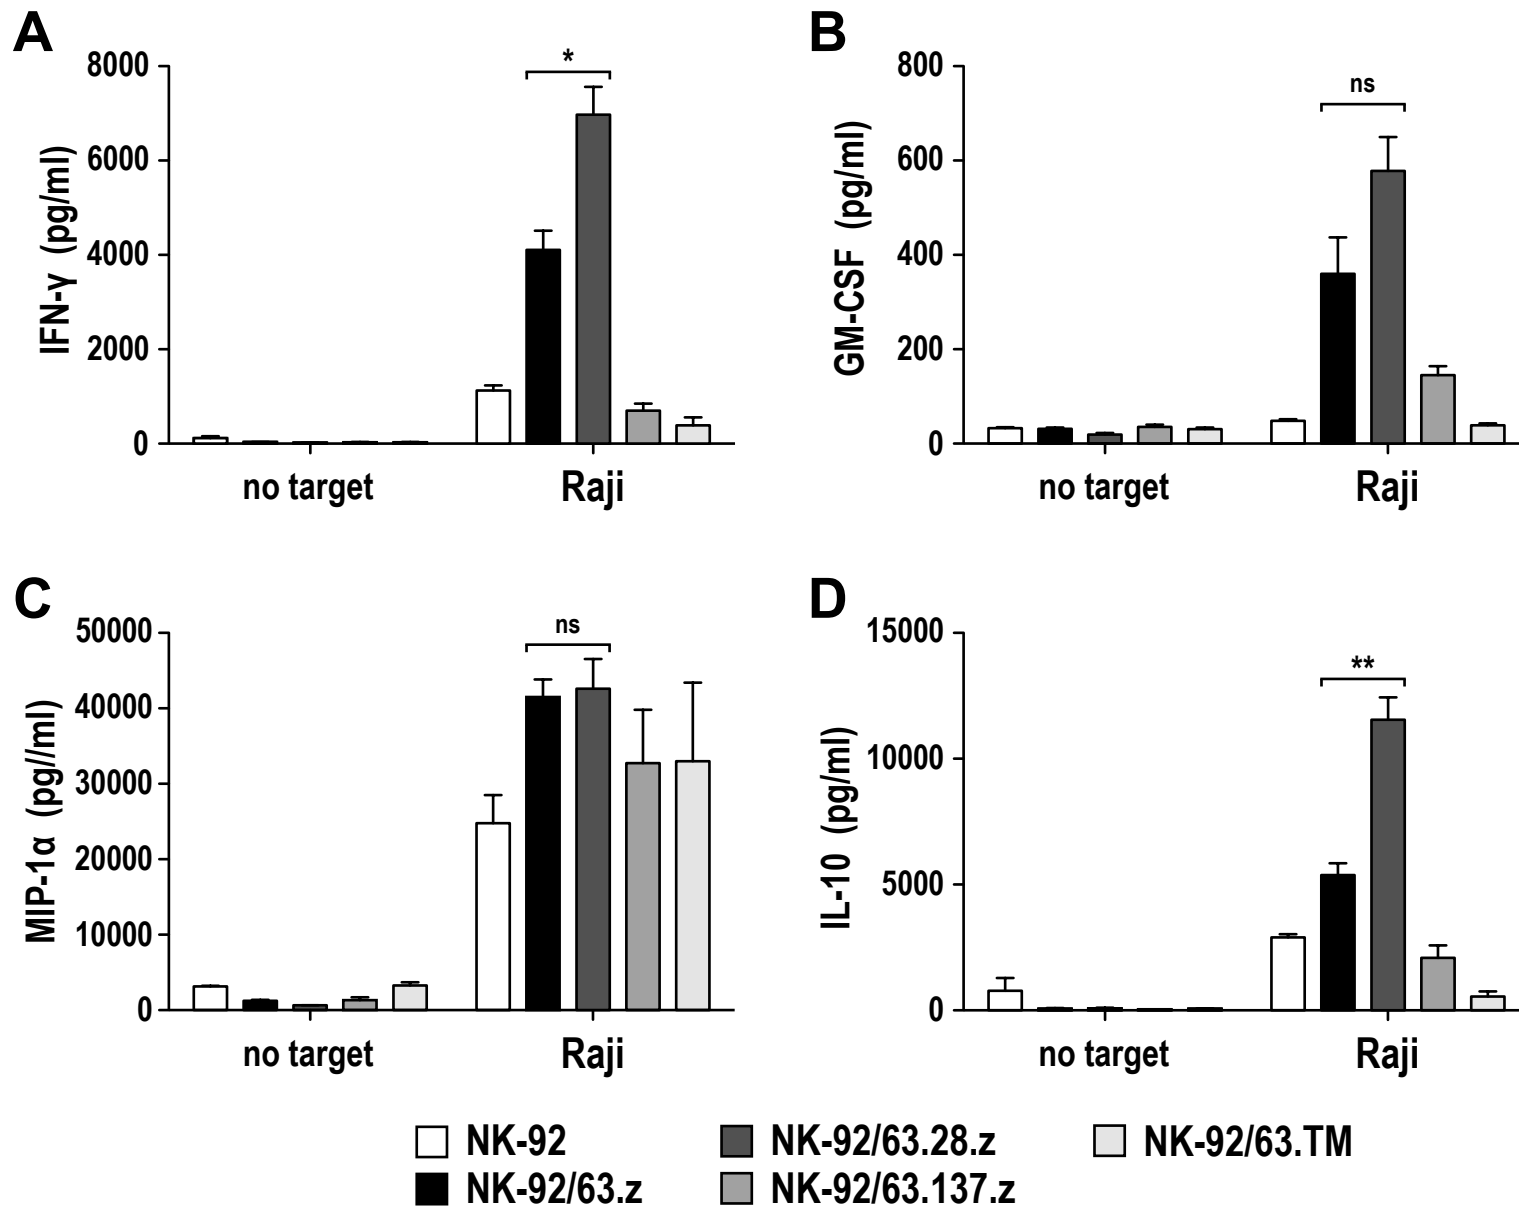 A
IFN-γ (pg/ml)
8000
6000
4000
2000
0
*
no target
Raji
B
GM-CSF (pg/ml)
800
600
400
200
0
ns
no target
Raji
C
MIP-1α (pg//ml)
50000
40000
30000
20000
10000
0
ns
no target
Raji
D
IL-10 (pg/ml)
15000
10000
5000
0
**
no target
Raji
NK-92
NK-92/63.z
NK-92/63.28.z
NK-92/63.137.z
NK-92/63.TM